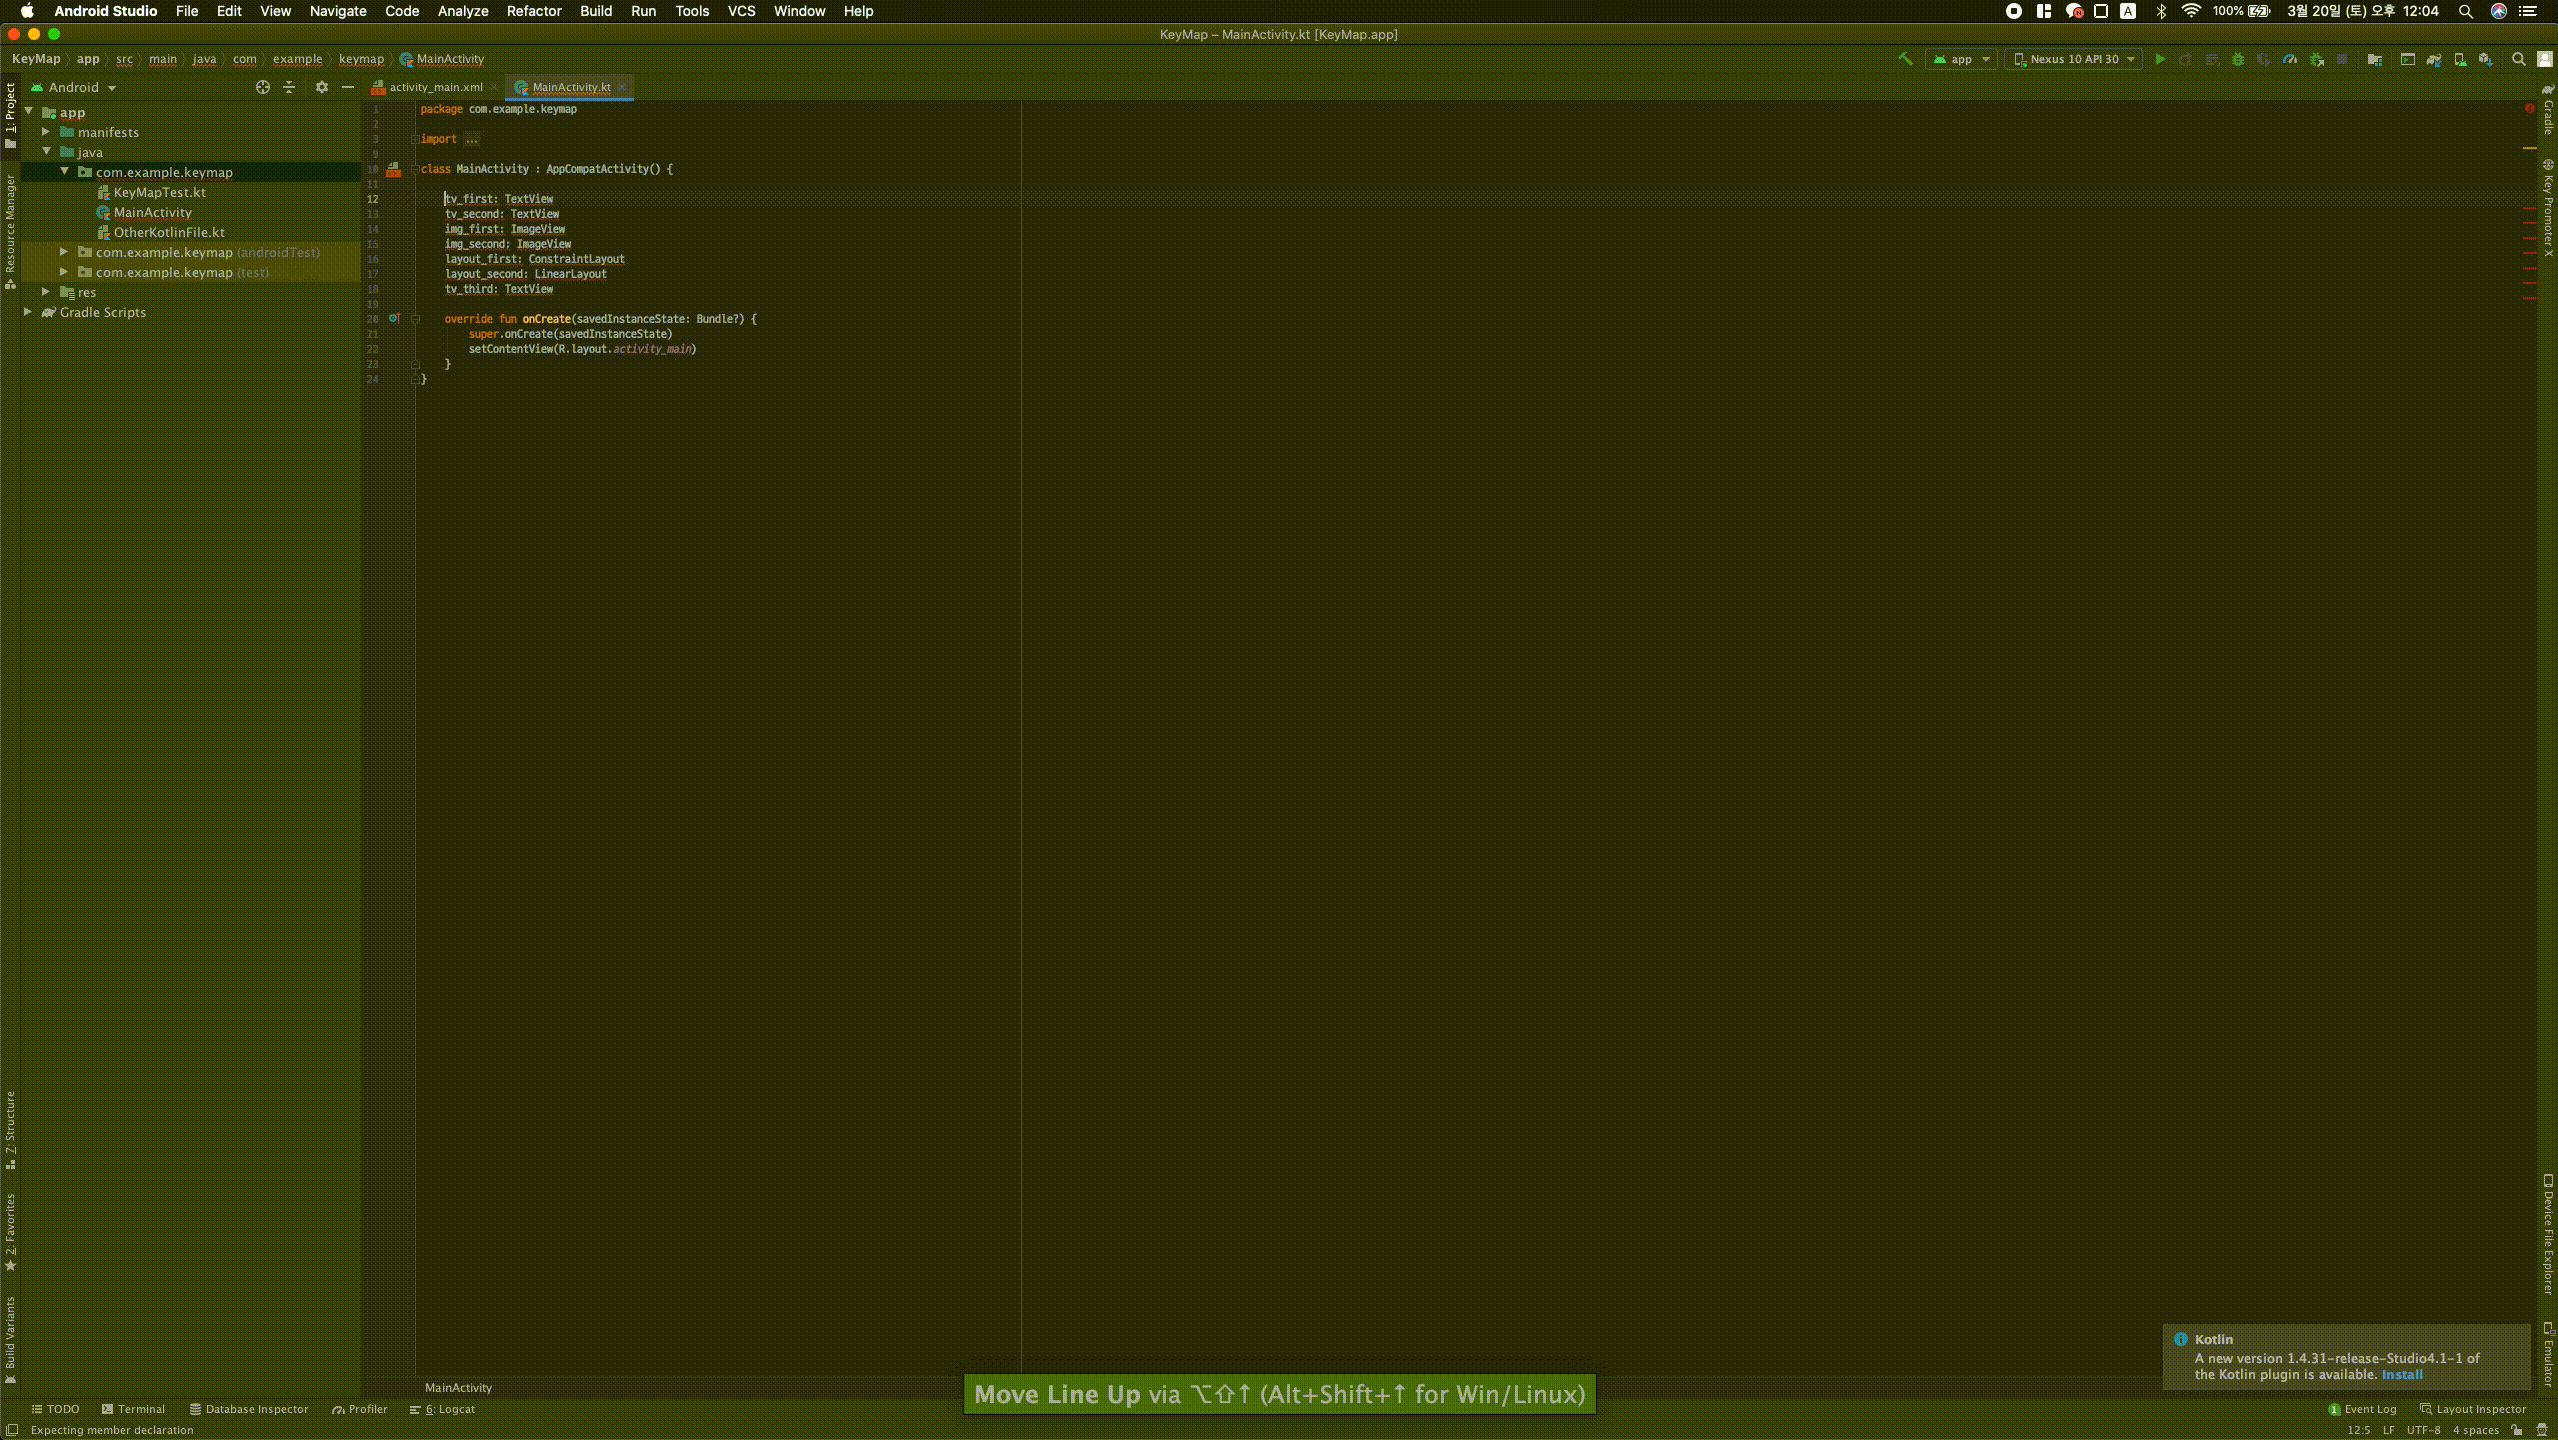 Android Studio File Edit View Navigate Code Analyze Refactor Build Run Tools VCS Window Help
A 100% 3월 20일 (토) 오후 12:04
KeyMap – MainActivity.kt [KeyMap.app]
KeyMap app src main java com example keymap MainActivity
app Nexus 10 API 30
Android
activity_main.xml MainActivity.kt
1: Project
Resource Manager
app
manifests
java
com.example.keymap
KeyMapTest.kt
MainActivity
OtherKotlinFile.kt
com.example.keymap (androidTest)
com.example.keymap (test)
res
Gradle Scripts
1 package com.example.keymap
2
3 import ...
9
10 class MainActivity : AppCompatActivity() {
11
12 tv_first: TextView
13 tv_second: TextView
14 img_first: ImageView
15 img_second: ImageView
16 layout_first: ConstraintLayout
17 layout_second: LinearLayout
18 tv_third: TextView
19
20 override fun onCreate(savedInstanceState: Bundle?) {
21 super.onCreate(savedInstanceState)
22 setContentView(R.layout.activity_main)
23 }
24 }
Gradle
Key Promoter X
Device File Explorer
Emulator
Z: Structure
2: Favorites
Build Variants
Kotlin
A new version 1.4.31-release-Studio4.1-1 of
the Kotlin plugin is available. Install
MainActivity
Move Line Up via ⌥⇧↑ (Alt+Shift+↑ for Win/Linux)
TODO Terminal Database Inspector Profiler 6: Logcat
1 Event Log Layout Inspector
Expecting member declaration
12:5 LF UTF-8 4 spaces